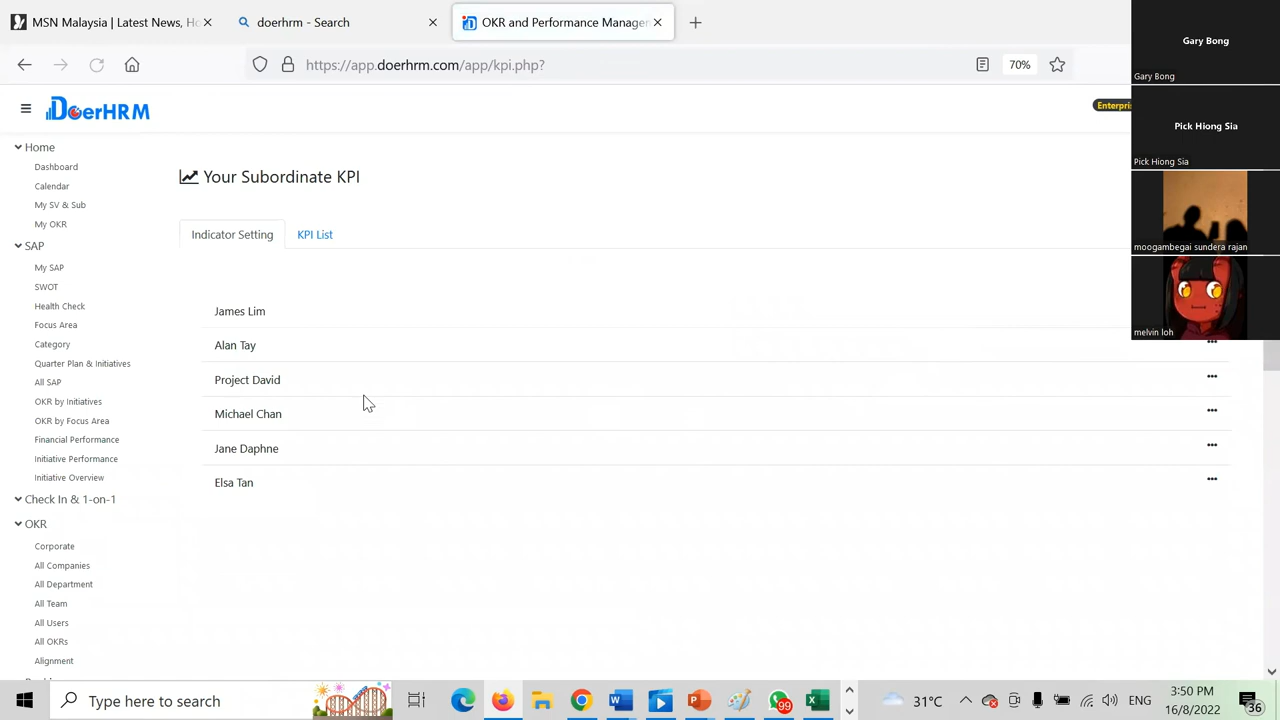 MSN Malaysia | Latest News, Ho
doerhrm - Search
OKR and Performance Manager
https://app.doerhrm.com/app/kpi.php?
70%
DoerHRM
Enterpris
Home
Dashboard
Calendar
My SV & Sub
My OKR
SAP
My SAP
SWOT
Health Check
Focus Area
Category
Quarter Plan & Initiatives
All SAP
OKR by Initiatives
OKR by Focus Area
Financial Performance
Initiative Performance
Initiative Overview
Check In & 1-on-1
OKR
Corporate
All Companies
All Department
All Team
All Users
All OKRs
Alignment
Your Subordinate KPI
Indicator Setting
KPI List
James Lim
Alan Tay
Project David
Michael Chan
Jane Daphne
Elsa Tan
Gary Bong
Gary Bong
Pick Hiong Sia
Pick Hiong Sia
moogambegai sundera rajan
melvin loh
Type here to search
99
31°C
ENG
3:50 PM
16/8/2022
36